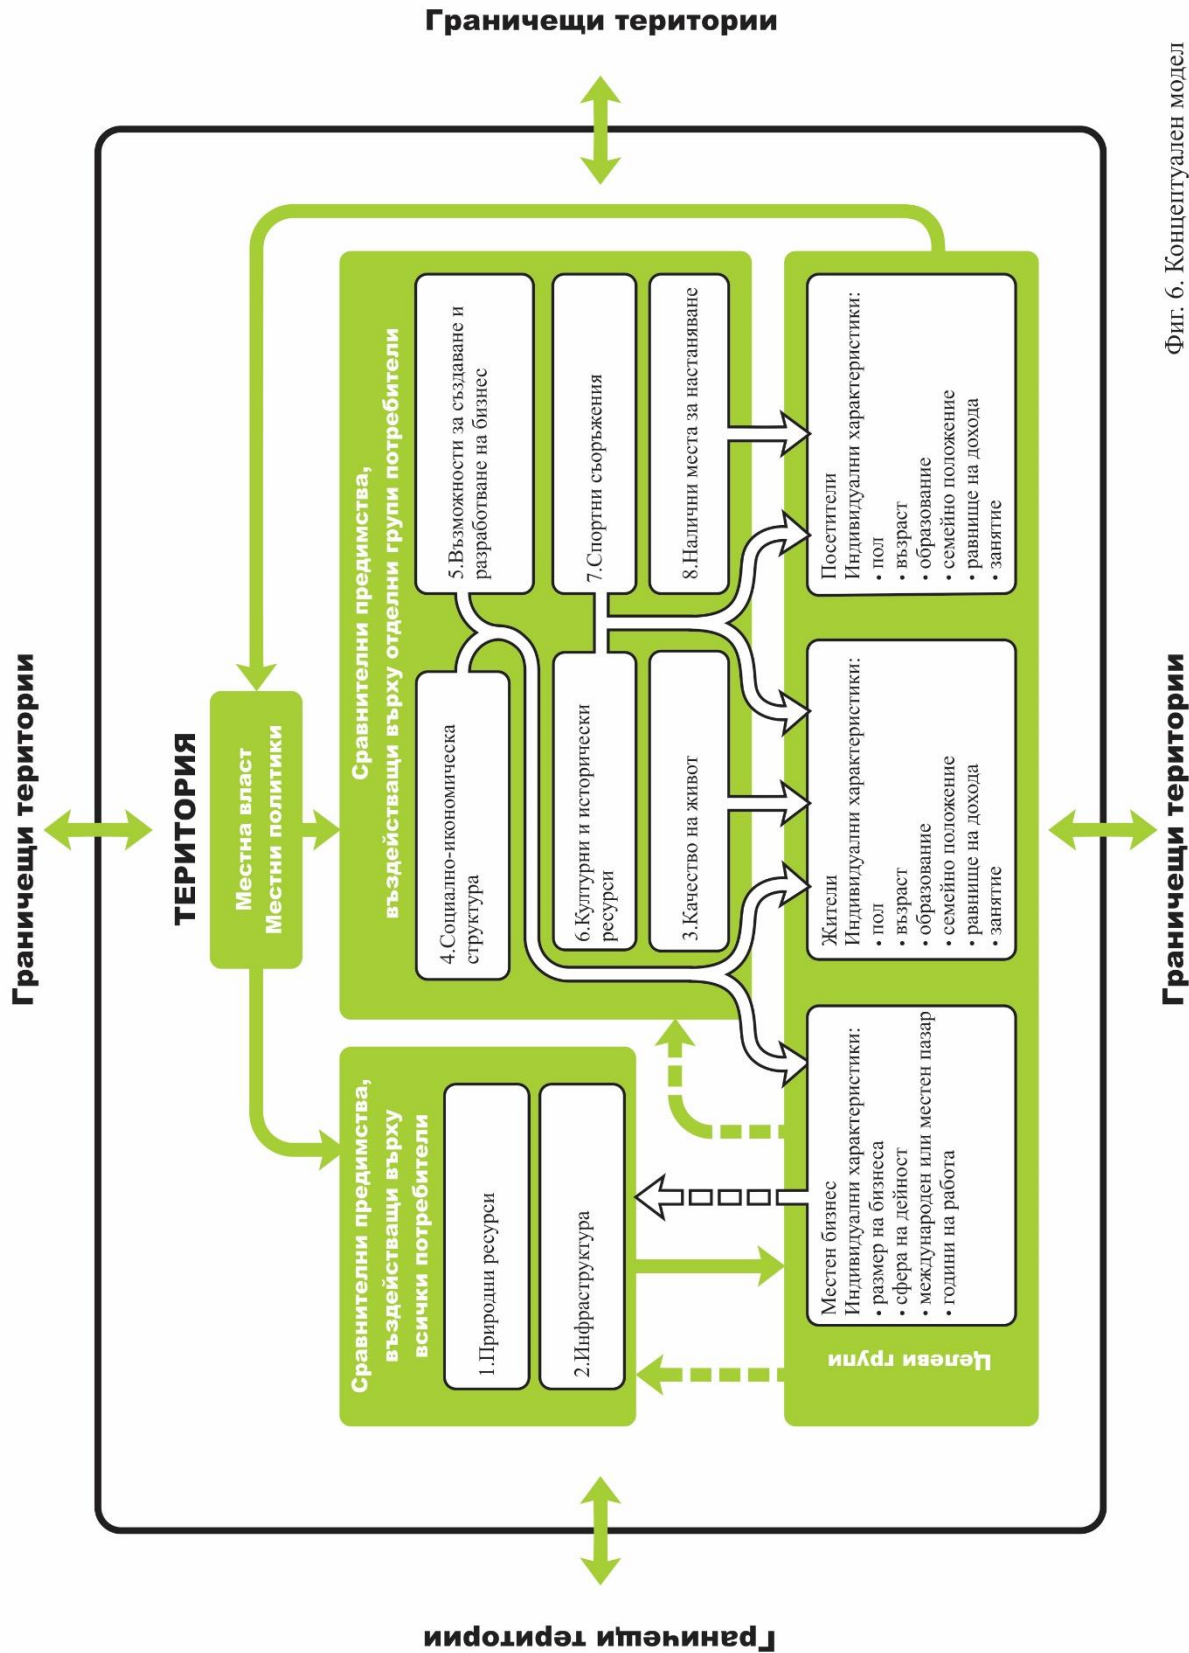 Граничещи територии
Граничещи територии
ТЕРИТОРИЯ
Местна власт
Местни политики
Сравнителни предимства,
въздействащи върху
всички потребители
1.Природни ресурси
2.Инфраструктура
Сравнителни предимства,
въздействащи върху отделни групи потребители
4.Социално-икономическа
структура
5.Възможности за създаване и
разработване на бизнес
6.Културни и исторически
ресурси
7.Спортни съоръжения
3.Качество на живот
8.Налични места за настаняване
Целеви групи
Местен бизнес
Индивидуални характеристики:
• размер на бизнеса
• сфера на дейност
• международен или местен пазар
• години на работа
Жители
Индивидуални характеристики:
• пол
• възраст
• образование
• семейно положение
• равнище на дохода
• занятие
Посетители
Индивидуални характеристики:
• пол
• възраст
• образование
• семейно положение
• равнище на дохода
• занятие
Граничещи територии
Граничещи територии
Фиг. 6. Концептуален модел